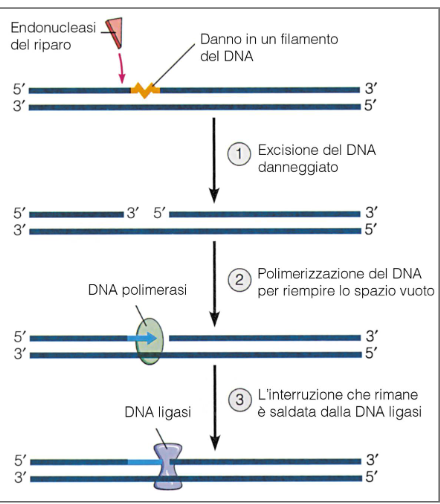 Endonucleasi
del riparo
Danno in un filamento
del DNA
5′ 3′
3′ 5′
1 Excisione del DNA
danneggiato
5′ 3′ 5′ 3′
3′ 5′
2 Polimerizzazione del DNA
per riempire lo spazio vuoto
DNA polimerasi
5′ 3′
3′ 5′
3 L'interruzione che rimane
è saldata dalla DNA ligasi
DNA ligasi
5′ 3′
3′ 5′